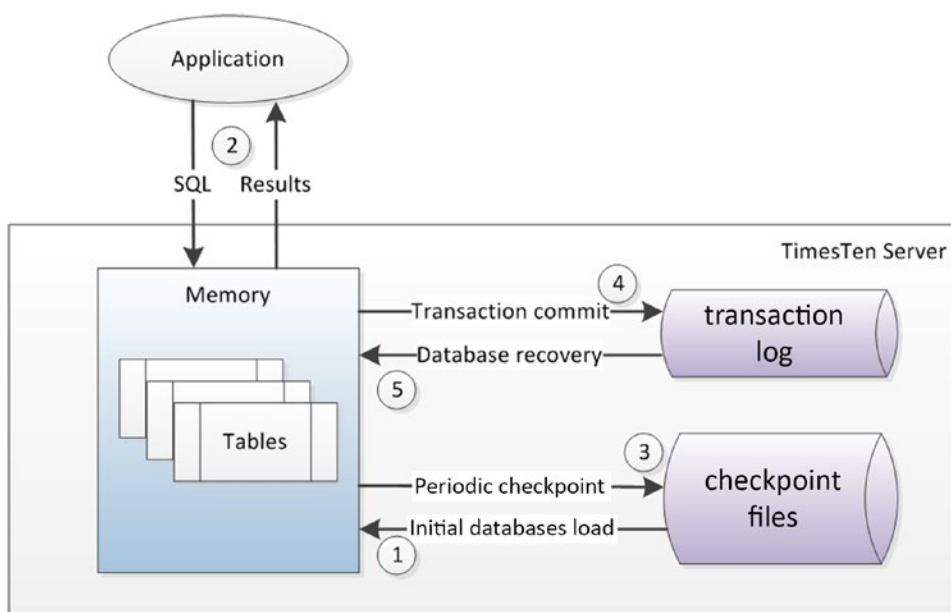 Application
2
SQL
Results
TimesTen Server
Memory
4
Transaction commit
transaction
log
Database recovery
5
Tables
3
Periodic checkpoint
checkpoint
files
Initial databases load
1